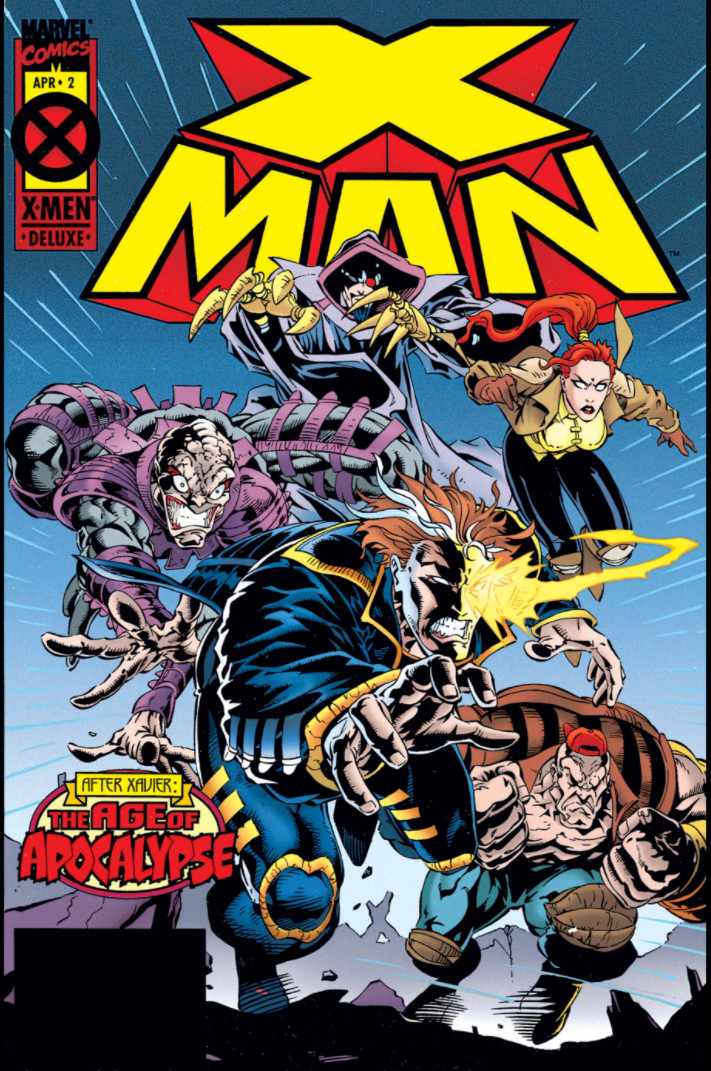 MARVEL
COMICS
APR • 2
X-MEN
•DELUXE•
X
MAN
TM
AFTER XAVIER:
THE AGE OF
APOCALYPSE